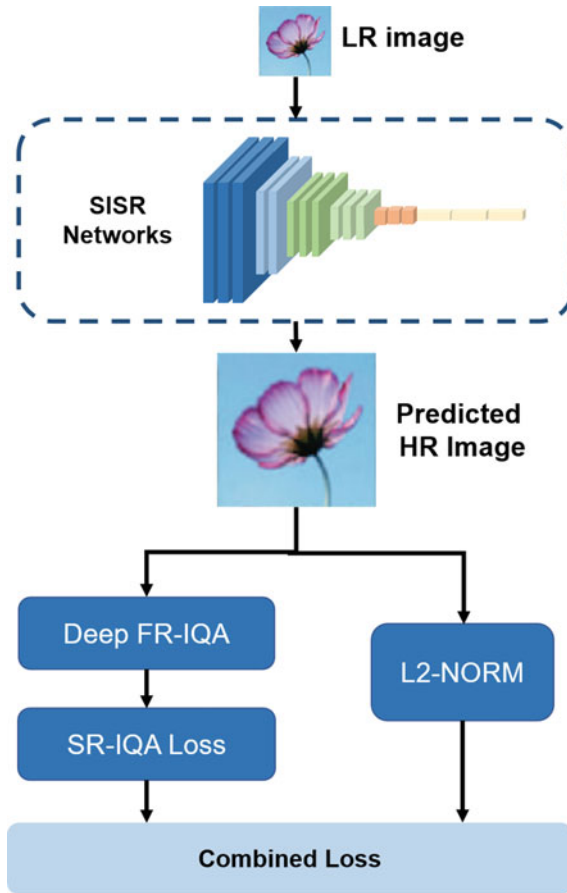 LR image
SISR
Networks
Predicted
HR Image
Deep FR-IQA
L2-NORM
SR-IQA Loss
Combined Loss